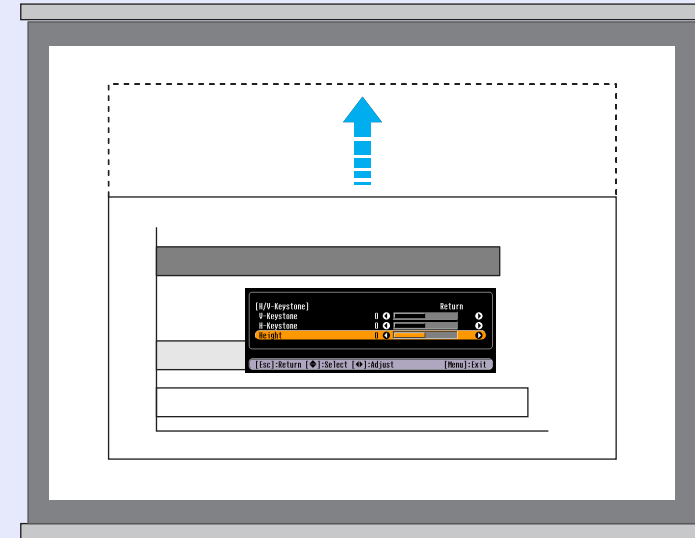 [H/V-Keystone] Return
V-Keystone 0
H-Keystone 0
Height 0
[Esc]:Return [◆]:Select [◀▶]:Adjust [Menu]:Exit